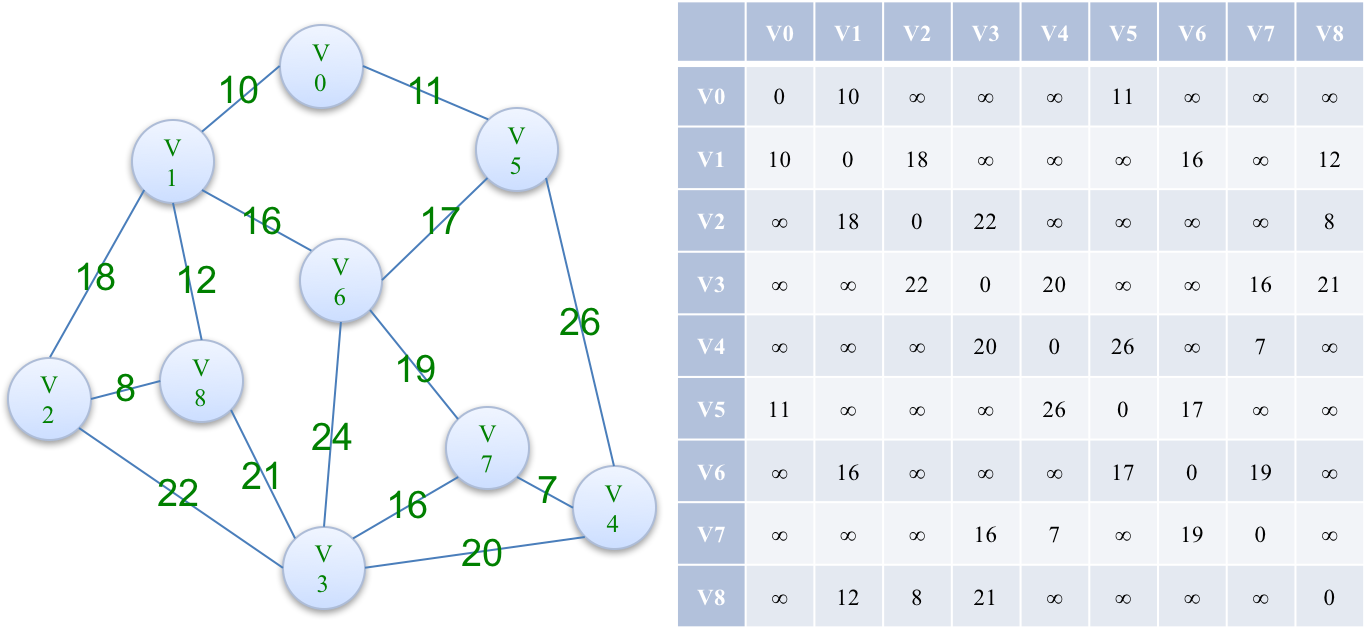 V
0
10
11
V
1
V
5
16
17
18
12
V
6
26
19
V
8
V
2
8
24
V
7
21
22
16
7
V
4
20
V
3
V0 V1 V2 V3 V4 V5 V6 V7 V8
V0 0 10 ∞ ∞ ∞ 11 ∞ ∞ ∞
V1 10 0 18 ∞ ∞ ∞ 16 ∞ 12
V2 ∞ 18 0 22 ∞ ∞ ∞ ∞ 8
V3 ∞ ∞ 22 0 20 ∞ ∞ 16 21
V4 ∞ ∞ ∞ 20 0 26 ∞ 7 ∞
V5 11 ∞ ∞ ∞ 26 0 17 ∞ ∞
V6 ∞ 16 ∞ ∞ ∞ 17 0 19 ∞
V7 ∞ ∞ ∞ 16 7 ∞ 19 0 ∞
V8 ∞ 12 8 21 ∞ ∞ ∞ ∞ 0